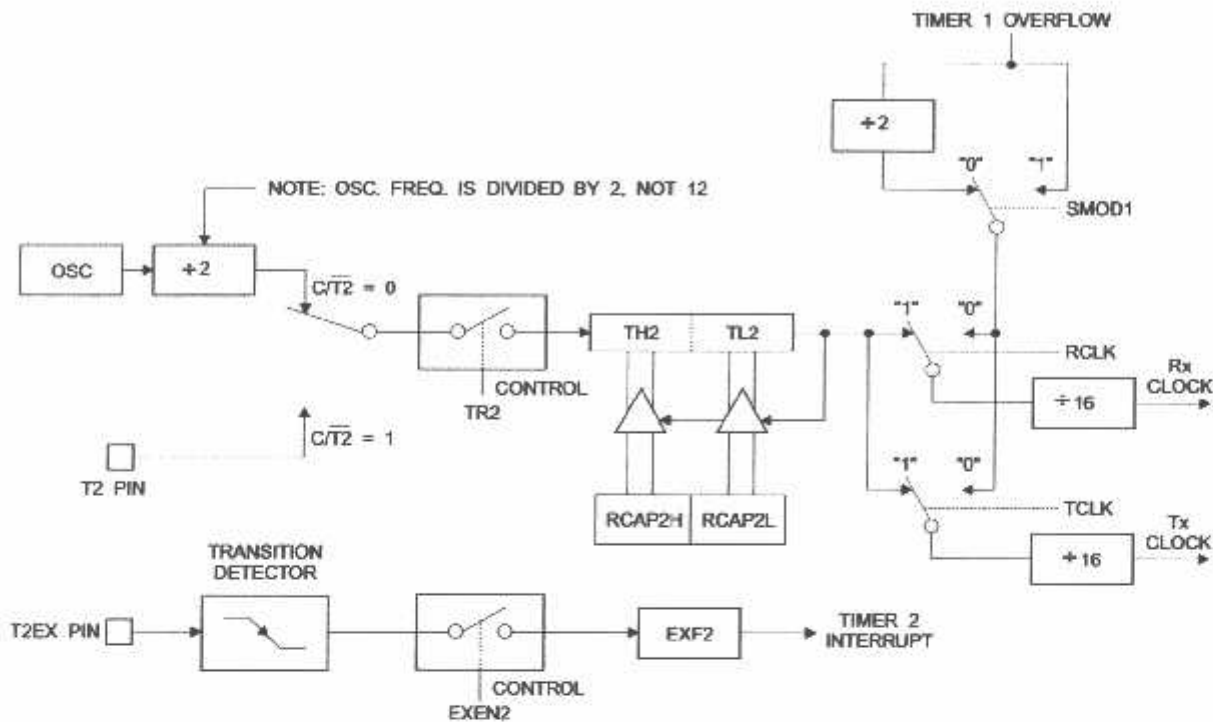 TIMER 1 OVERFLOW
÷2
"0" "1"
NOTE: OSC. FREQ. IS DIVIDED BY 2, NOT 12
SMOD1
OSC
÷2
C/T2 = 0
TH2 TL2
"1" "0"
RCLK
Rx
CLOCK
CONTROL
TR2
÷16
C/T2 = 1
"1" "0"
T2 PIN
RCAP2H RCAP2L
TCLK
Tx
CLOCK
÷16
TRANSITION
DETECTOR
T2EX PIN
EXF2
TIMER 2
INTERRUPT
CONTROL
EXEN2